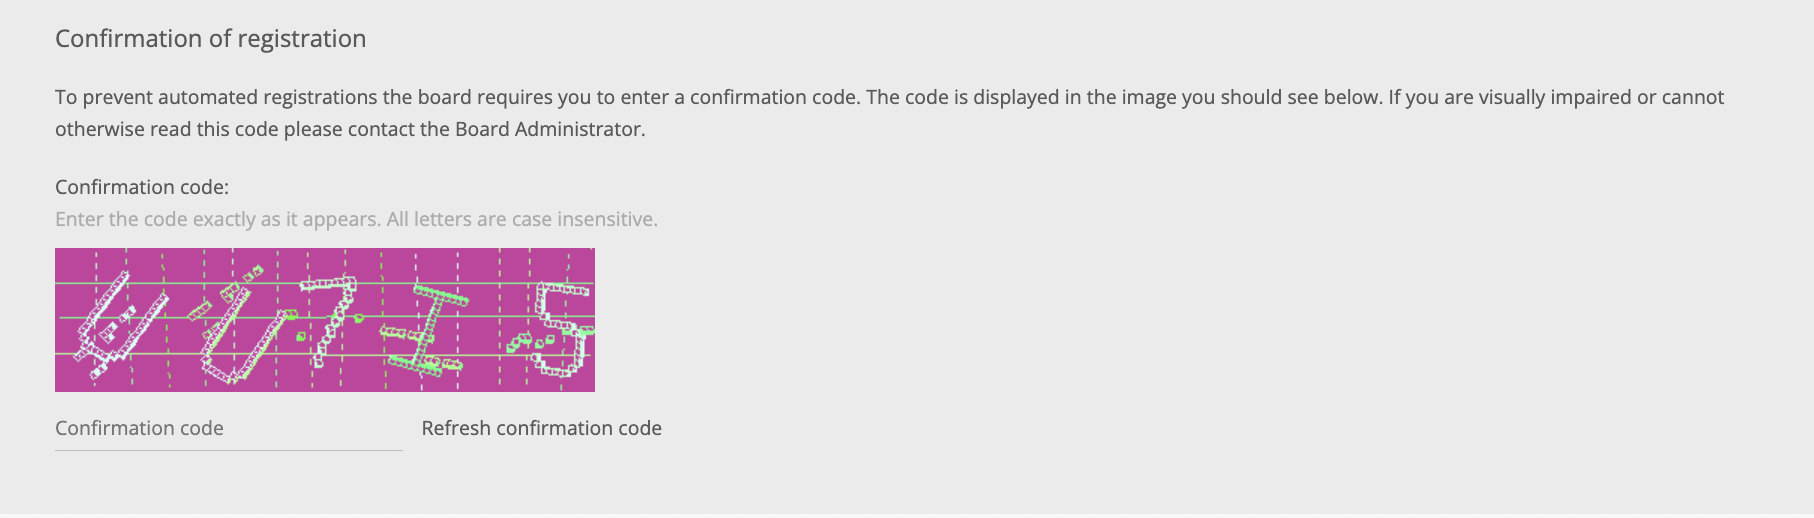 Confirmation of registration
To prevent automated registrations the board requires you to enter a confirmation code. The code is displayed in the image you should see below. If you are visually impaired or cannot
otherwise read this code please contact the Board Administrator.
Confirmation code:
Enter the code exactly as it appears. All letters are case insensitive.
Confirmation code
Refresh confirmation code